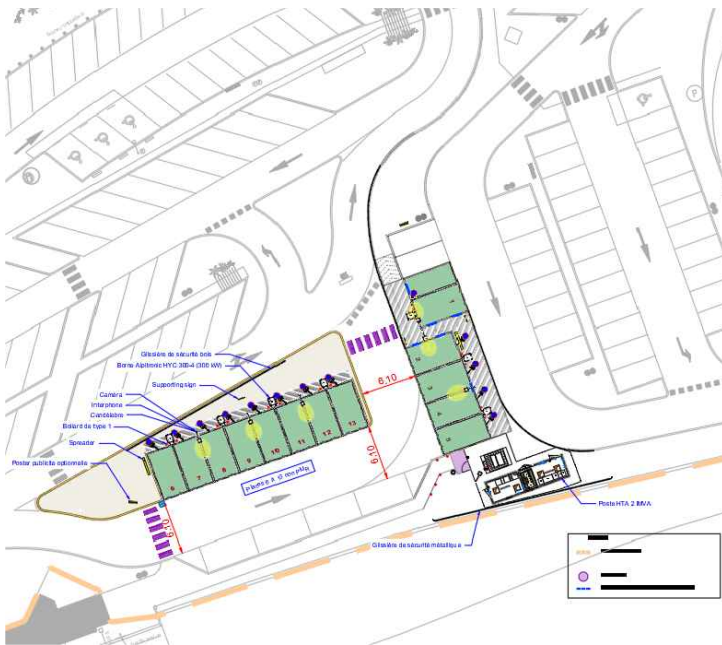 Glissière de sécurité bois
Borne Alpitronic HYC 300-4 (300 kW)
Supporting sign
Caméra
Interphone
Candélabre
Bollard de type 1
Spreader
Poster publicité optionnelle
6,10
6,10
6,10
6
7
8
9
10
11
12
13
Poste HTA 2 MVA
Glissière de sécurité métallique
P